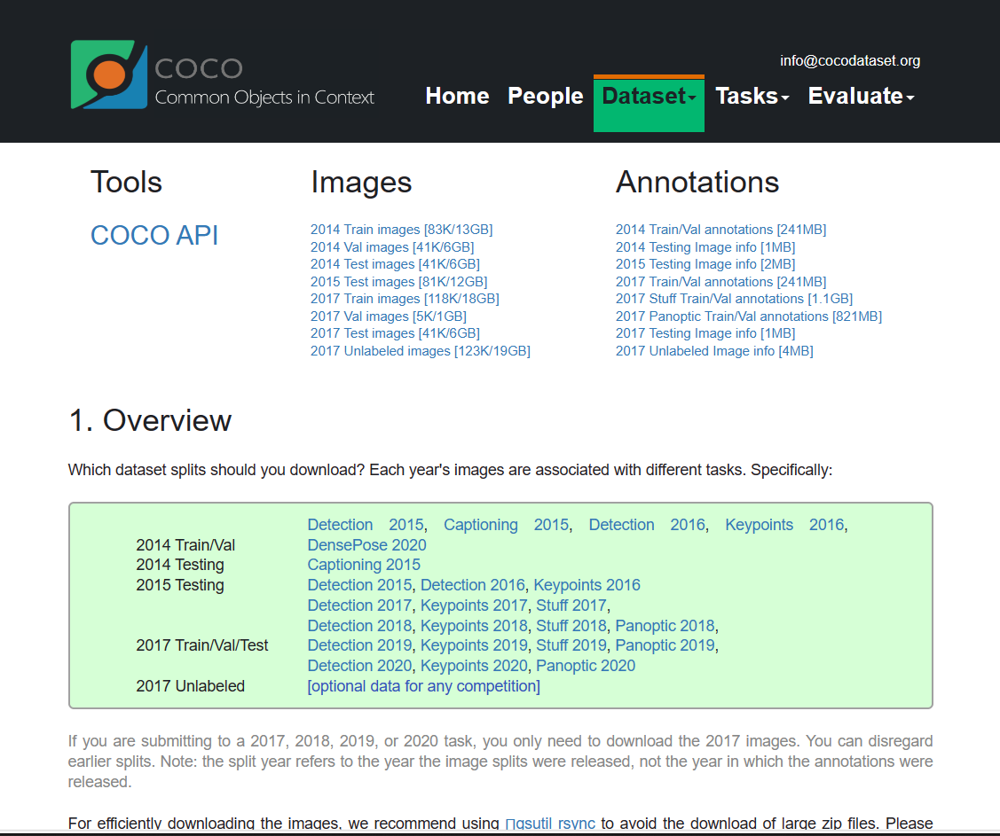 COCO
Common Objects in Context
info@cocodataset.org
Home People Dataset Tasks Evaluate
Tools
COCO API
Images
2014 Train images [83K/13GB]
2014 Val images [41K/6GB]
2014 Test images [41K/6GB]
2015 Test images [81K/12GB]
2017 Train images [118K/18GB]
2017 Val images [5K/1GB]
2017 Test images [41K/6GB]
2017 Unlabeled images [123K/19GB]
Annotations
2014 Train/Val annotations [241MB]
2014 Testing Image info [1MB]
2015 Testing Image info [2MB]
2017 Train/Val annotations [241MB]
2017 Stuff Train/Val annotations [1.1GB]
2017 Panoptic Train/Val annotations [821MB]
2017 Testing Image info [1MB]
2017 Unlabeled Image info [4MB]
1. Overview
Which dataset splits should you download? Each year's images are associated with different tasks. Specifically:
Detection 2015, Captioning 2015, Detection 2016, Keypoints 2016,
2014 Train/Val DensePose 2020
2014 Testing Captioning 2015
2015 Testing Detection 2015, Detection 2016, Keypoints 2016
Detection 2017, Keypoints 2017, Stuff 2017,
Detection 2018, Keypoints 2018, Stuff 2018, Panoptic 2018,
2017 Train/Val/Test Detection 2019, Keypoints 2019, Stuff 2019, Panoptic 2019,
Detection 2020, Keypoints 2020, Panoptic 2020
2017 Unlabeled [optional data for any competition]
If you are submitting to a 2017, 2018, 2019, or 2020 task, you only need to download the 2017 images. You can disregard
earlier splits. Note: the split year refers to the year the image splits were released, not the year in which the annotations were
released.
For efficiently downloading the images, we recommend using gsutil rsync to avoid the download of large zip files. Please